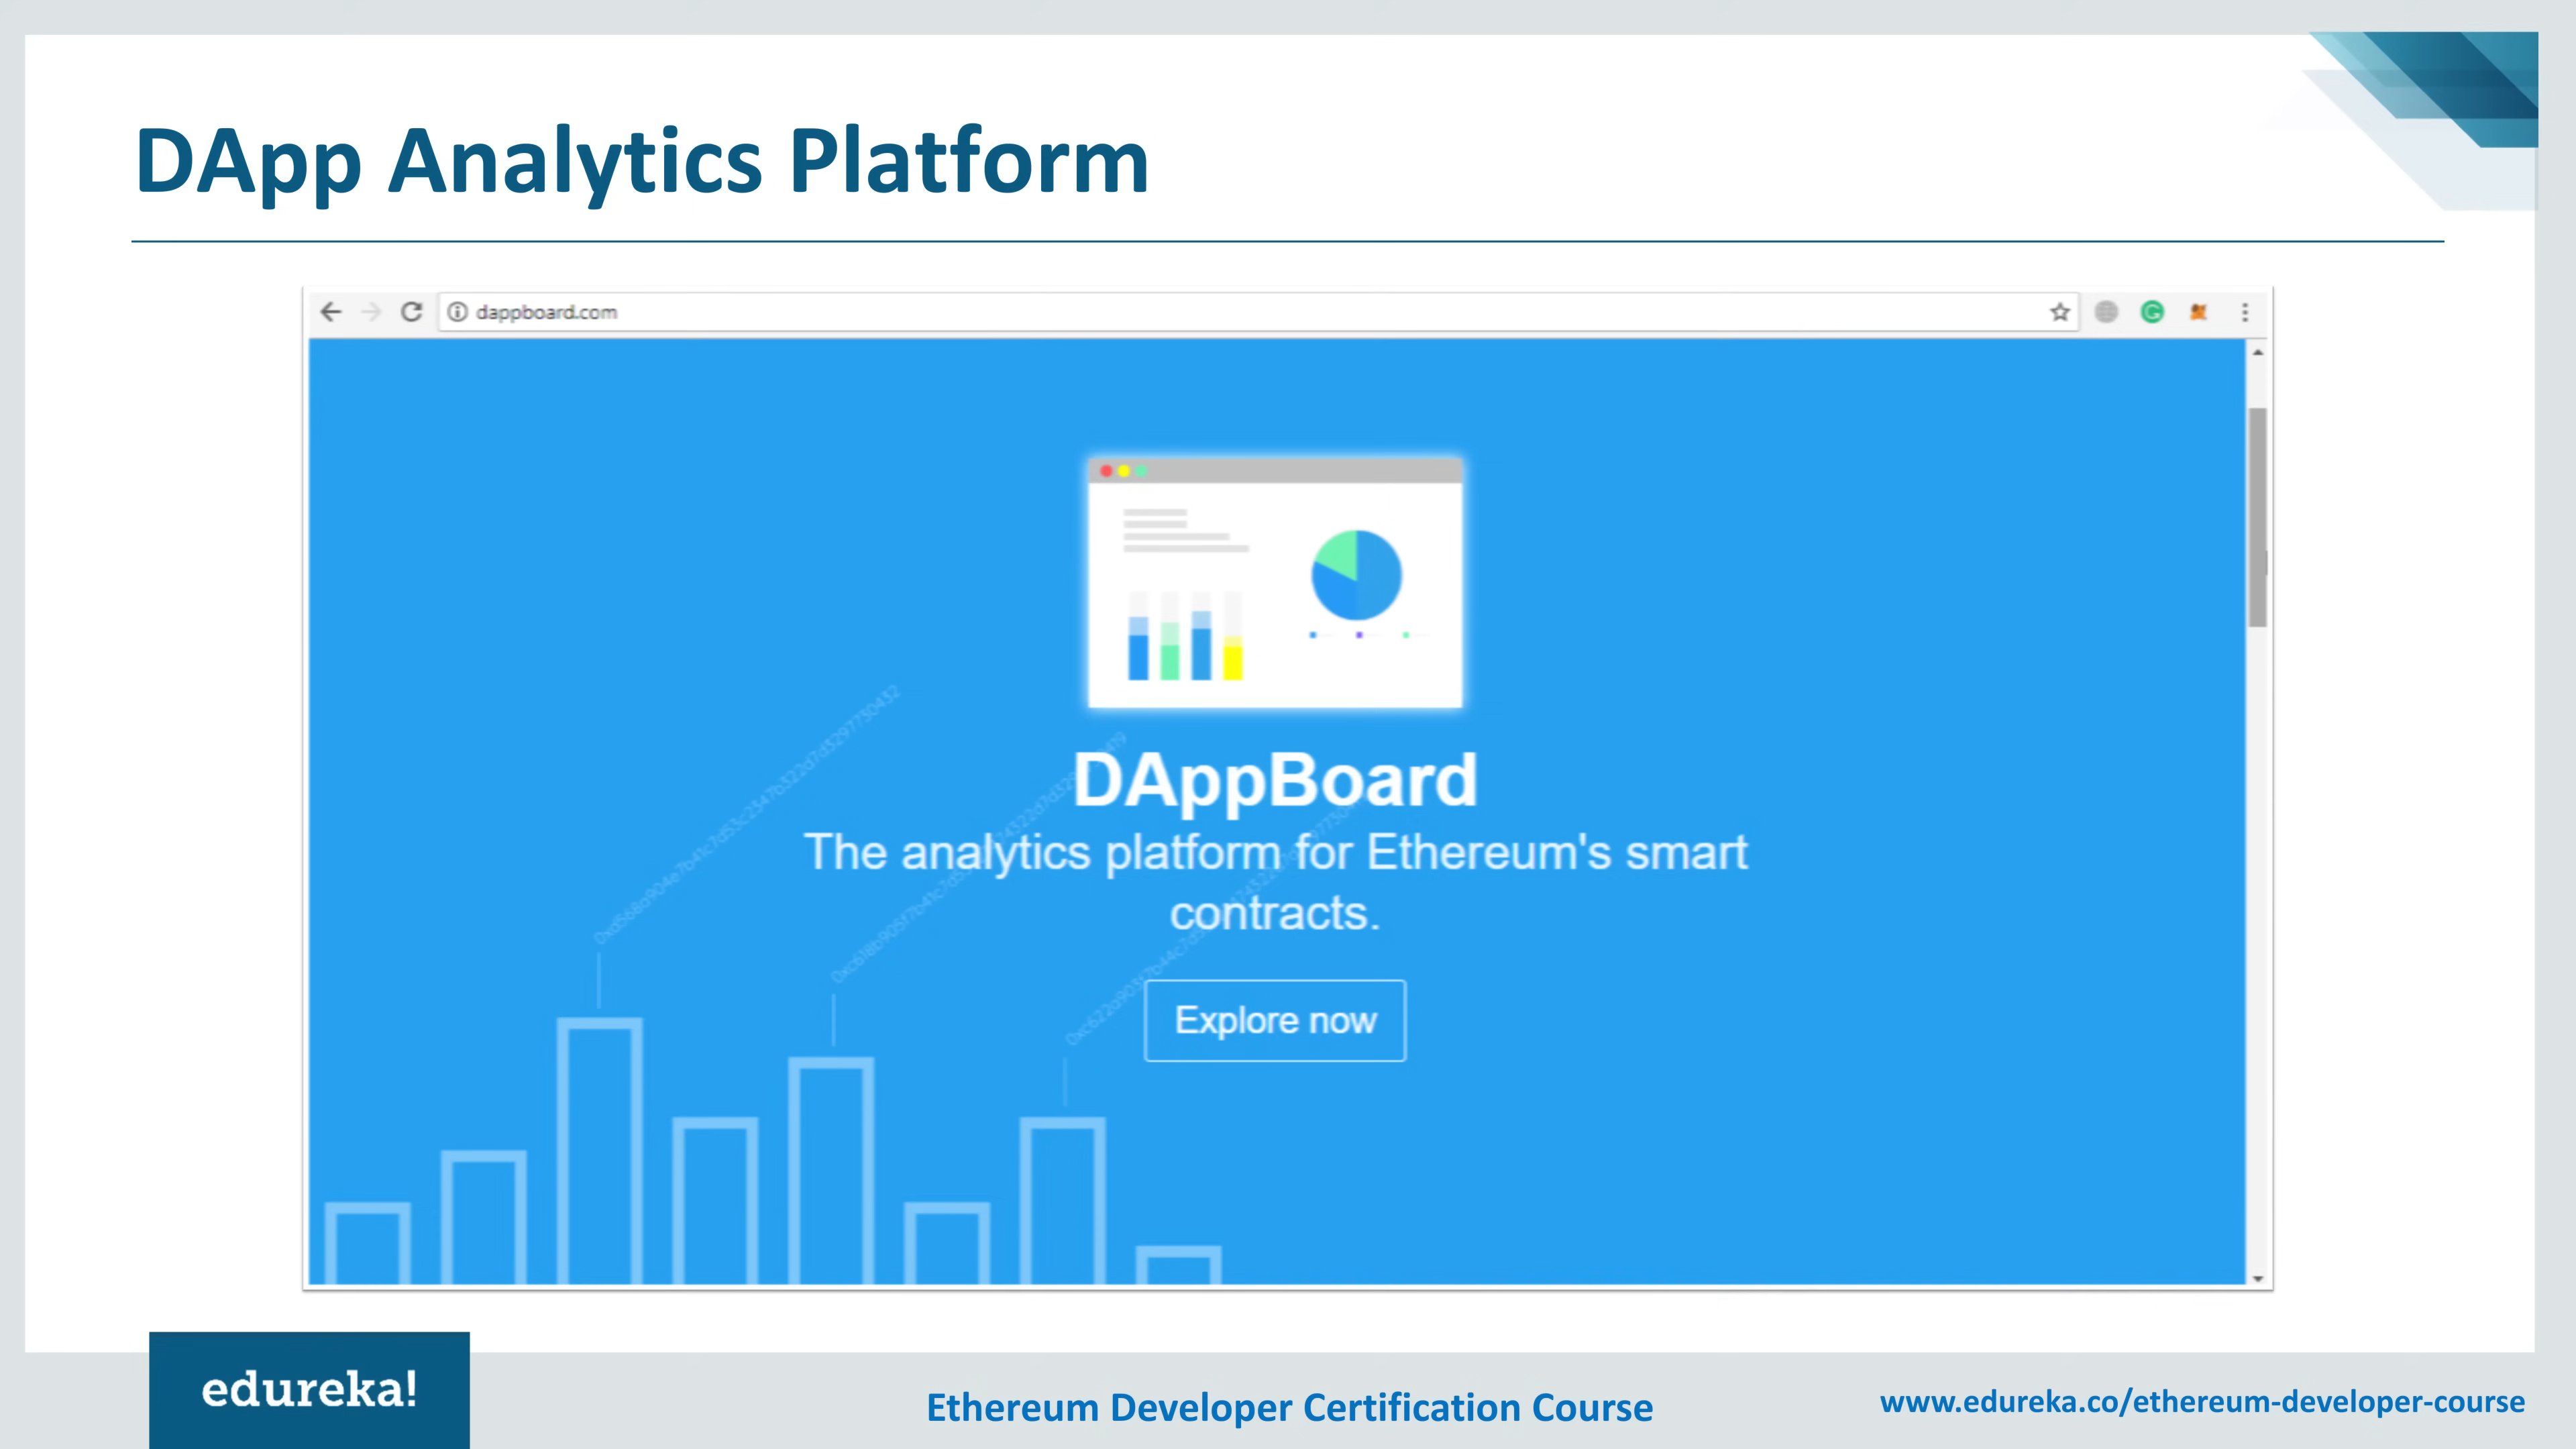 DApp Analytics Platform
dappboard.com
DAppBoard
The analytics platform for Ethereum's smart
contracts.
Explore now
edureka!
Ethereum Developer Certification Course
www.edureka.co/ethereum-developer-course